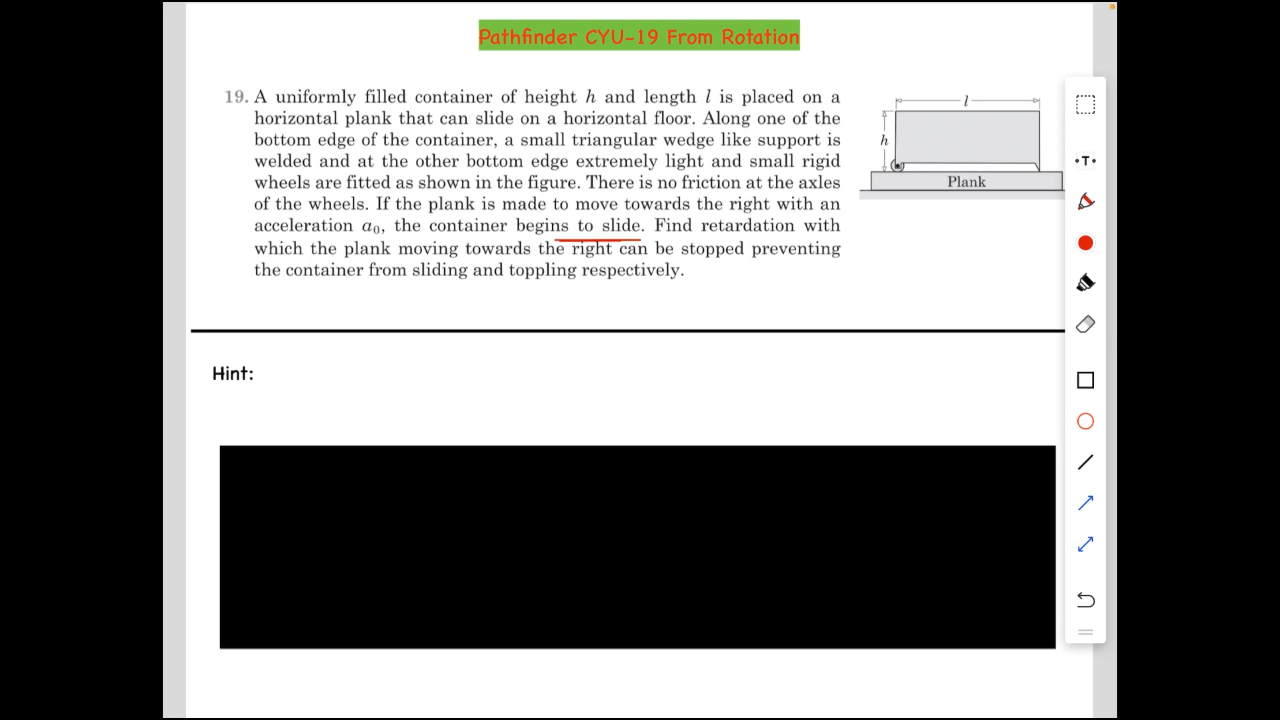 Pathfinder CYU-19 From Rotation
19. A uniformly filled container of height h and length l is placed on a
horizontal plank that can slide on a horizontal floor. Along one of the
bottom edge of the container, a small triangular wedge like support is
welded and at the other bottom edge extremely light and small rigid
wheels are fitted as shown in the figure. There is no friction at the axles
of the wheels. If the plank is made to move towards the right with an
acceleration a₀, the container begins to slide. Find retardation with
which the plank moving towards the right can be stopped preventing
the container from sliding and toppling respectively.
l
h
Plank
Hint:
T